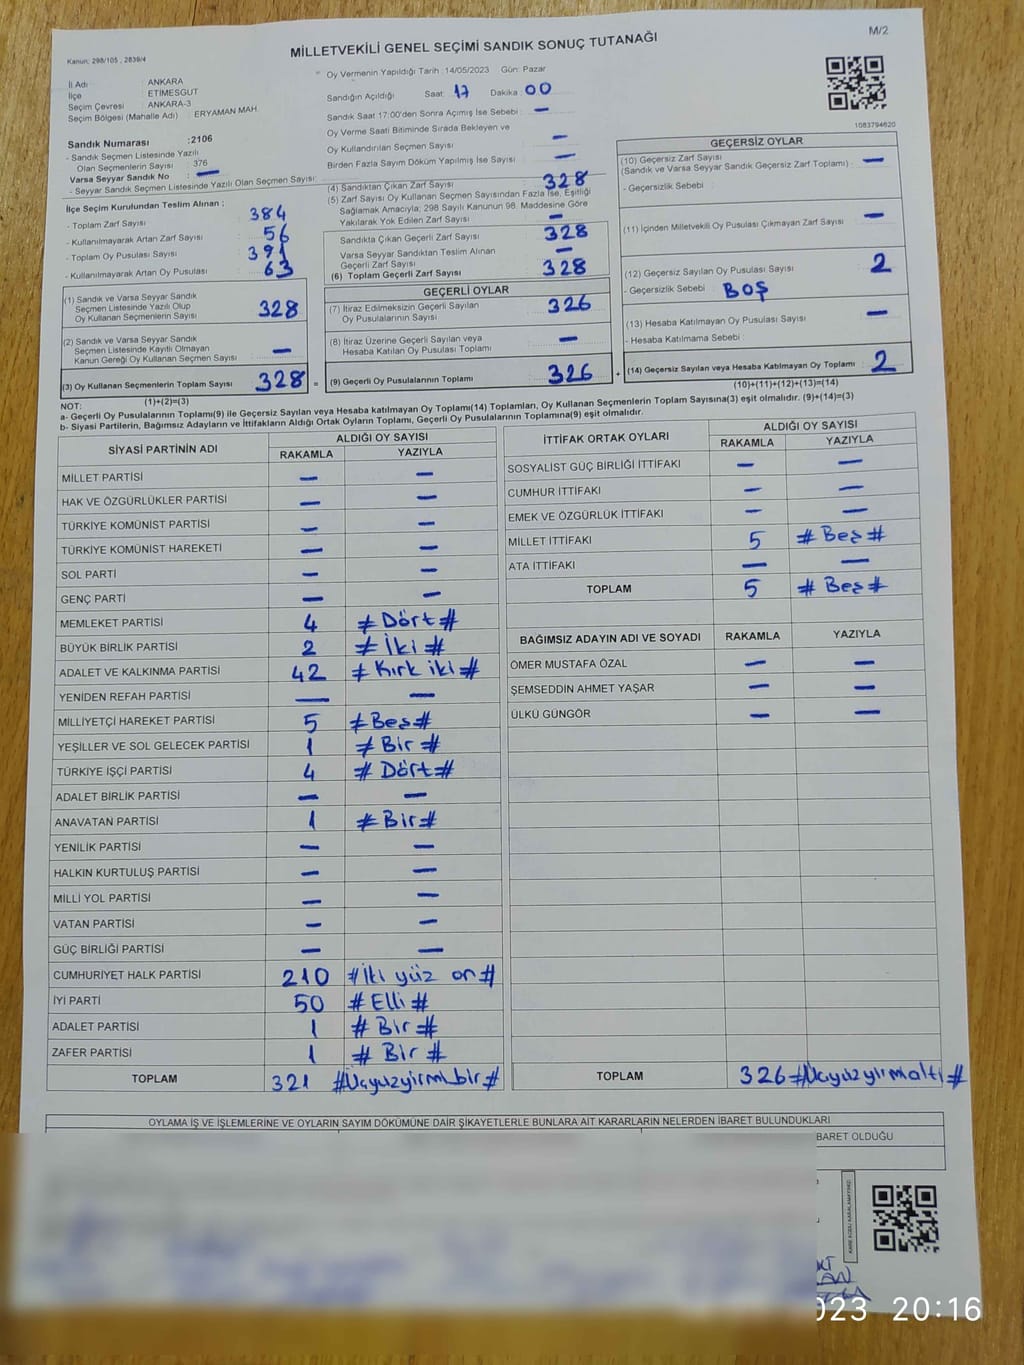 M/2
MİLLETVEKİLİ GENEL SEÇİMİ SANDIK SONUÇ TUTANAĞI
Kanun: 298/105 , 2839/4
İl Adı : ANKARA
İlçe : ETİMESGUT
Seçim Çevresi : ANKARA-3
Seçim Bölgesi (Mahalle Adı) : ERYAMAN MAH.
Sandık Numarası :2106
- Sandık Seçmen Listesinde Yazılı
Olan Seçmenlerin Sayısı : 376
Varsa Seyyar Sandık No : —
- Seyyar Sandık Seçmen Listesinde Yazılı Olan Seçmen Sayısı:
Oy Vermenin Yapıldığı Tarih :14/05/2023 Gün: Pazar
Sandığın Açıldığı Saat: 17 Dakika: 00
Sandık Saat 17:00'den Sonra Açımış İse Sebebi : —
Oy Verme Saati Bitiminde Sırada Bekleyen ve
Oy Kullandırılan Seçmen Sayısı : —
Birden Fazla Sayım Döküm Yapılmış İse Sayısı : —
1083794620
İlçe Seçim Kurulundan Teslim Alınan ;
- Toplam Zarf Sayısı : 384
- Kullanılmayarak Artan Zarf Sayısı : 56
- Toplam Oy Pusulası Sayısı : 391
- Kullanılmayarak Artan Oy Pusulası : 63
(1) Sandık ve Varsa Seyyar Sandık
Seçmen Listesinde Yazılı Olup
Oy Kullanan Seçmenlerin Sayısı : 328
(2) Sandık ve Varsa Seyyar Sandık
Seçmen Listesinde Kayıtlı Olmayan
Kanun Gereği Oy Kullanan Seçmen Sayısı : —
(3) Oy Kullanan Seçmenlerin Toplam Sayısı 328 =
(1)+(2)=(3)
(4) Sandıktan Çıkan Zarf Sayısı : 328
(5) Zarf Sayısı Oy Kullanan Seçmen Sayısından Fazla İse, Eşitliği
Sağlamak Amacıyla; 298 Sayılı Kanunun 98. Maddesine Göre
Yakılarak Yok Edilen Zarf Sayısı : —
Sandıkta Çıkan Geçerli Zarf Sayısı : 328
Varsa Seyyar Sandıktan Teslim Alınan
Geçerli Zarf Sayısı : —
(6) Toplam Geçerli Zarf Sayısı : 328
GEÇERLİ OYLAR
(7) İtiraz Edilmeksizin Geçerli Sayılan
Oy Pusulalarının Sayısı : 326
(8) İtiraz Üzerine Geçerli Sayılan veya
Hesaba Katılan Oy Pusulası Toplamı : —
(9) Geçerli Oy Pusulalarının Toplamı : 326 +
GEÇERSİZ OYLAR
(10) Geçersiz Zarf Sayısı
(Sandık ve Varsa Seyyar Sandık Geçersiz Zarf Toplamı) : —
- Geçersizlik Sebebi :
(11) İçinden Milletvekili Oy Pusulası Çıkmayan Zarf Sayısı : —
(12) Geçersiz Sayılan Oy Pusulası Sayısı : 2
- Geçersizlik Sebebi : BOŞ
(13) Hesaba Katılmayan Oy Pusulası Sayısı : —
- Hesaba Katılmama Sebebi :
(14) Geçersiz Sayılan veya Hesaba Katılmayan Oy Toplamı : 2
(10)+(11)+(12)+(13)=(14)
NOT:
a- Geçerli Oy Pusulalarının Toplamı(9) ile Geçersiz Sayılan veya Hesaba katılmayan Oy Toplamı(14) Toplamları, Oy Kullanan Seçmenlerin Toplam Sayısına(3) eşit olmalıdır. (9)+(14)=(3)
b- Siyasi Partilerin, Bağımsız Adayların ve İttifakların Aldığı Ortak Oyların Toplamı, Geçerli Oy Pusulalarının Toplamına(9) eşit olmalıdır.
SİYASİ PARTİNİN ADI ALDIĞI OY SAYISI
RAKAMLA YAZIYLA
MİLLET PARTİSİ — —
HAK VE ÖZGÜRLÜKLER PARTİSİ — —
TÜRKİYE KOMÜNİST PARTİSİ — —
TÜRKİYE KOMÜNİST HAREKETİ — —
SOL PARTİ — —
GENÇ PARTİ — —
MEMLEKET PARTİSİ 4 # Dört #
BÜYÜK BİRLİK PARTİSİ 2 # İki #
ADALET VE KALKINMA PARTİSİ 42 # Kırk iki #
YENİDEN REFAH PARTİSİ — —
MİLLİYETÇİ HAREKET PARTİSİ 5 # Beş #
YEŞİLLER VE SOL GELECEK PARTİSİ 1 # Bir #
TÜRKİYE İŞÇİ PARTİSİ 4 # Dört #
ADALET BİRLİK PARTİSİ — —
ANAVATAN PARTİSİ 1 # Bir #
YENİLİK PARTİSİ — —
HALKIN KURTULUŞ PARTİSİ — —
MİLLİ YOL PARTİSİ — —
VATAN PARTİSİ — —
GÜÇ BİRLİĞİ PARTİSİ — —
CUMHURİYET HALK PARTİSİ 210 # İki yüz on #
İYİ PARTİ 50 # Elli #
ADALET PARTİSİ 1 # Bir #
ZAFER PARTİSİ 1 # Bir #
TOPLAM 321 # Üçyüzyirmi bir #
İTTİFAK ORTAK OYLARI ALDIĞI OY SAYISI
RAKAMLA YAZIYLA
SOSYALİST GÜÇ BİRLİĞİ İTTİFAKI — —
CUMHUR İTTİFAKI — —
EMEK VE ÖZGÜRLÜK İTTİFAKI — —
MİLLET İTTİFAKI 5 # Beş #
ATA İTTİFAKI — —
TOPLAM 5 # Beş #
BAĞIMSIZ ADAYIN ADI VE SOYADI RAKAMLA YAZIYLA
ÖMER MUSTAFA ÖZAL — —
ŞEMSEDDİN AHMET YAŞAR — —
ÜLKÜ GÜNGÖR — —
TOPLAM 326 # Üçyüzyirmialtı #
OYLAMA İŞ VE İŞLEMLERİNE VE OYLARIN SAYIM DÖKÜMÜNE DAİR ŞİKAYETLERLE BUNLARA AİT KARARLARIN NELERDEN İBARET BULUNDUKLARI
BARET OLDUĞU
KARE KODU KARALAMAYINIZ!
023 20:16